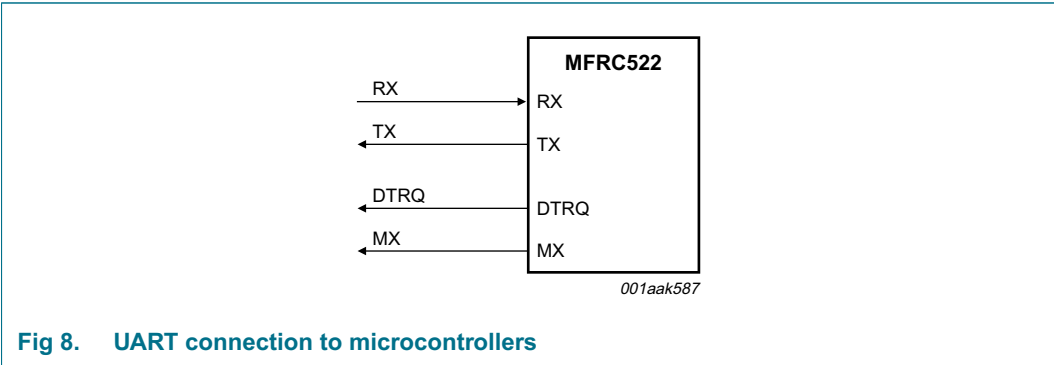 MFRC522
RX RX
TX TX
DTRQ DTRQ
MX MX
001aak587
Fig 8. UART connection to microcontrollers